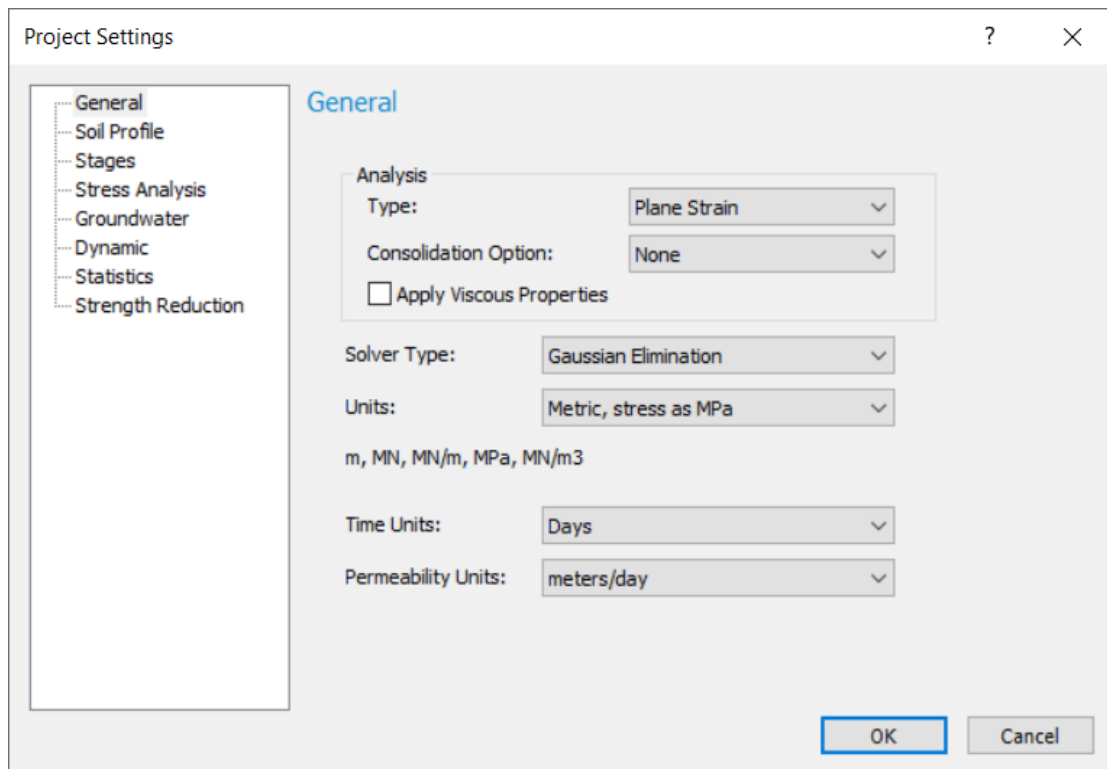 Project Settings
?
General
Soil Profile
Stages
Stress Analysis
Groundwater
Dynamic
Statistics
Strength Reduction
General
Analysis
Type: Plane Strain
Consolidation Option: None
Apply Viscous Properties
Solver Type: Gaussian Elimination
Units: Metric, stress as MPa
m, MN, MN/m, MPa, MN/m3
Time Units: Days
Permeability Units: meters/day
OK Cancel